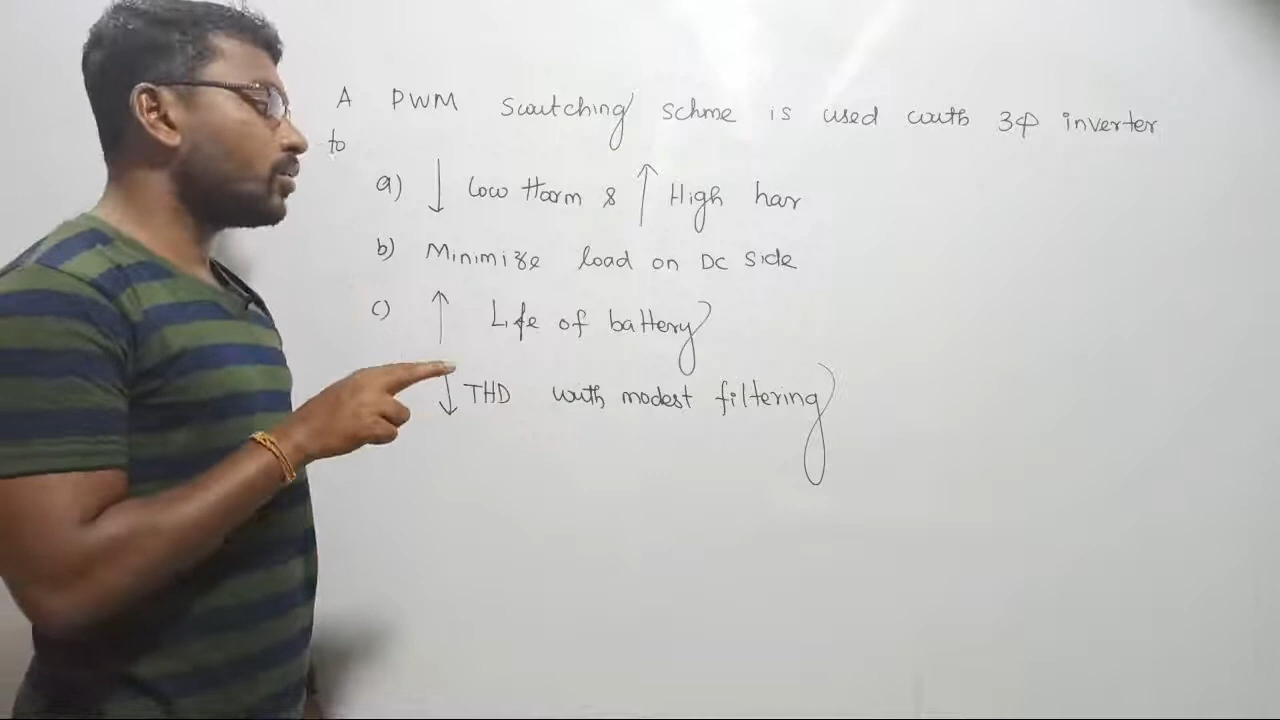 A PWM Switching schme is used with 3Φ inverter
to
a) ↓ low Harm & ↑ High har
b) Minimize load on DC side
c) ↑ Life of battery
↓ THD with modest filtering